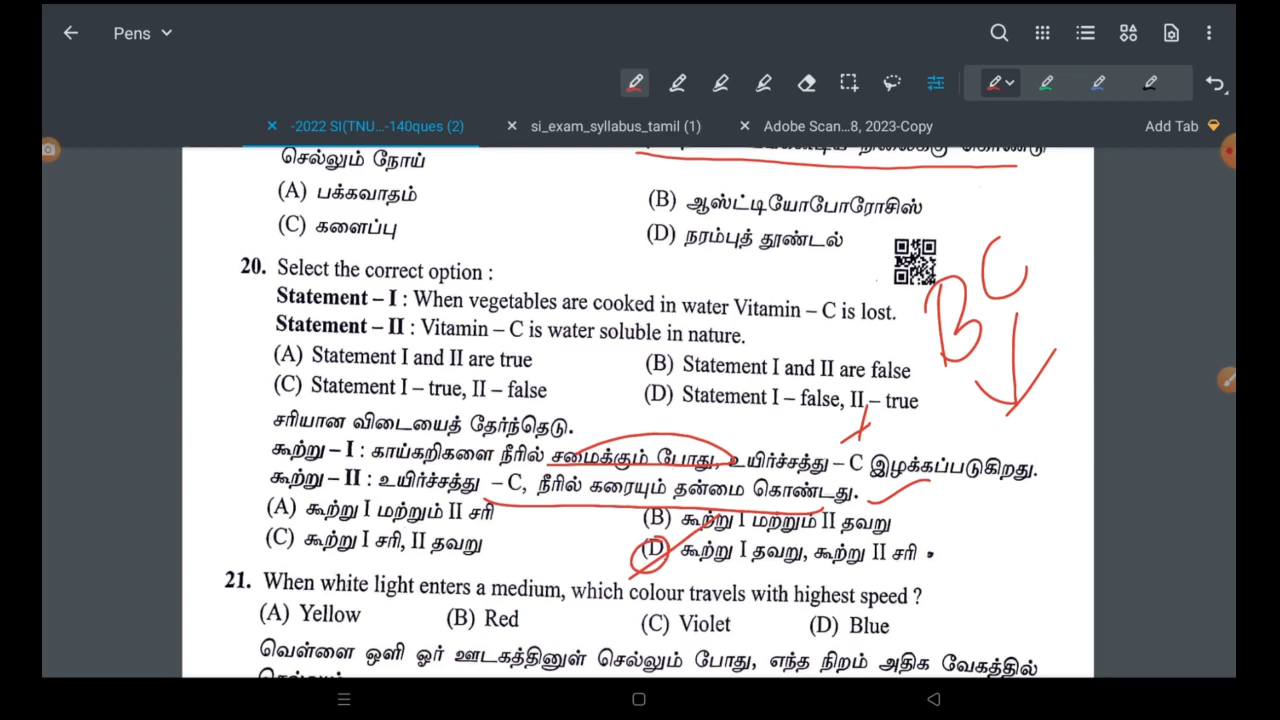 Pens
-2022 SI(TNU...-140ques (2)
si_exam_syllabus_tamil (1)
Adobe Scan...8, 2023-Copy
Add Tab
கொண்டு
செல்லும் நோய்
(A) பக்கவாதம்
(B) ஆஸ்ட்டியோபோரோசிஸ்
(C) களைப்பு
(D) நரம்புத் தூண்டல்
20. Select the correct option :
Statement – I : When vegetables are cooked in water Vitamin – C is lost.
Statement – II : Vitamin – C is water soluble in nature.
(A) Statement I and II are true
(B) Statement I and II are false
(C) Statement I – true, II – false
(D) Statement I – false, II – true
B C
சரியான விடையைத் தேர்ந்தெடு.
கூற்று – I : காய்கறிகளை நீரில் சமைக்கும் போது, உயிர்ச்சத்து – C இழக்கப்படுகிறது.
கூற்று – II : உயிர்ச்சத்து – C, நீரில் கரையும் தன்மை கொண்டது.
(A) கூற்று I மற்றும் II சரி
(B) கூற்று I மற்றும் II தவறு
(C) கூற்று I சரி, II தவறு
(D) கூற்று I தவறு, கூற்று II சரி
21. When white light enters a medium, which colour travels with highest speed ?
(A) Yellow
(B) Red
(C) Violet
(D) Blue
வெள்ளை ஒளி ஓர் ஊடகத்தினுள் செல்லும் போது, எந்த நிறம் அதிக வேகத்தில்